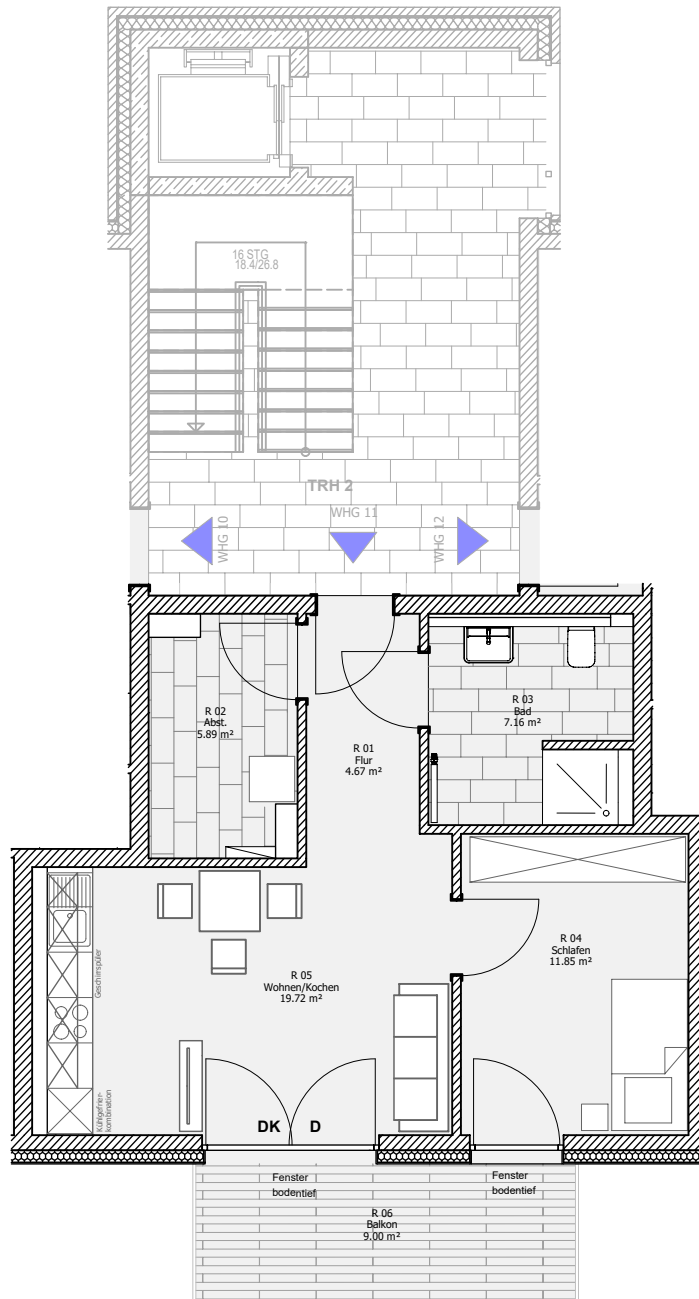 16 STG
18.4/26.8
TRH 2
WHG 10
WHG 11
WHG 12
R 02
Abst.
5.89 m²
R 03
Bad
7.16 m²
R 01
Flur
4.67 m²
Geschirrspüler
R 04
Schlafen
11.85 m²
R 05
Wohnen/Kochen
19.72 m²
Kühlgefrier-
kombination
DK
D
Fenster
bodentief
Fenster
bodentief
R 06
Balkon
9.00 m²